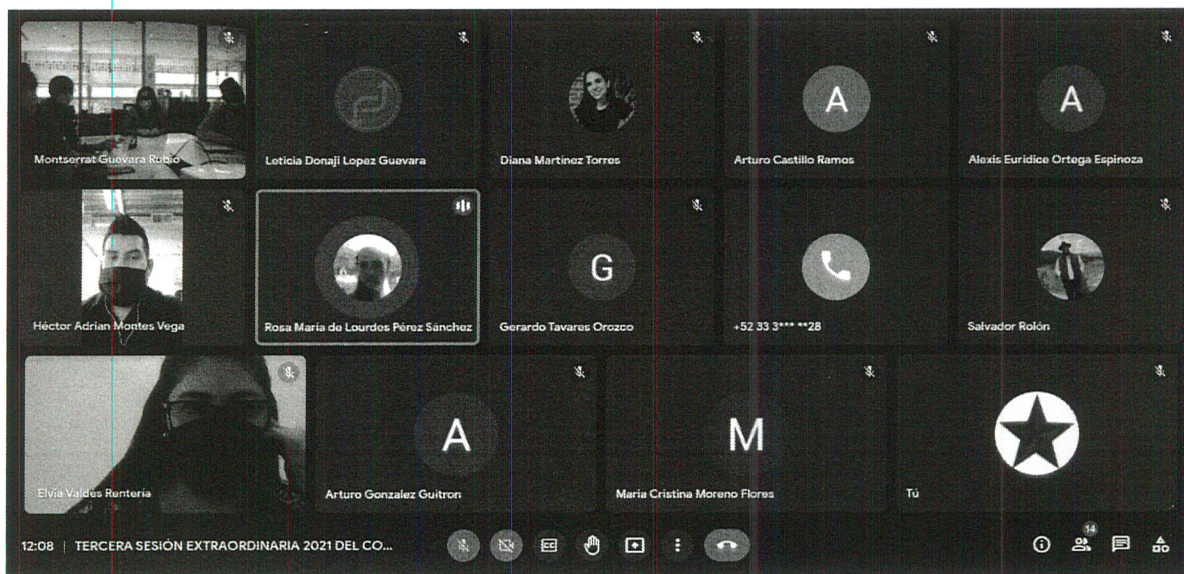 Montserrat Guevara Rubio
Leticia Donaji Lopez Guevara
Diana Martinez Torres
A
Arturo Castillo Ramos
A
Alexis Euridice Ortega Espinoza
Héctor Adrian Montes Vega
Rosa María de Lourdes Pérez Sánchez
G
Gerardo Tavares Orozco
+52 33 3*** **28
Salvador Rolón
Elvia Valdés Rentería
A
Arturo Gonzalez Guitron
M
Maria Cristina Moreno Flores
Tú
12:08 | TERCERA SESIÓN EXTRAORDINARIA 2021 DEL CO...
CC
14